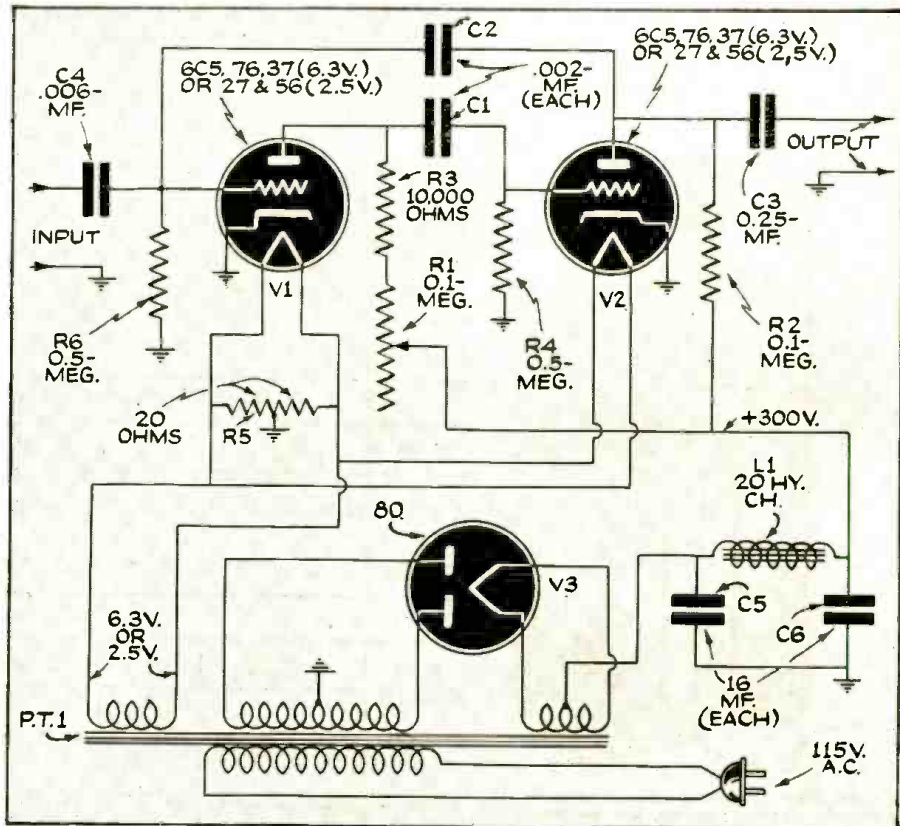 C4
.006-
MF.
6C5, 76, 37 (6.3V.)
OR 27 & 56 (2.5V.)
C2
.002-
MF.
(EACH)
C1
6C5, 76, 37 (6.3V.)
OR 27 & 56 (2,5V.)
OUTPUT
C3
0.25-
MF.
INPUT
R3
10,000
OHMS
R1
0.1-
MEG.
V1
V2
R6
0.5-
MEG.
R4
0.5-
MEG.
R2
0.1-
MEG.
20
OHMS
R5
+300V.
L1
20 HY.
CH.
80
V3
C5
C6
16
MF.
(EACH)
6.3V.
OR
2.5V.
P.T.1
115V.
A.C.